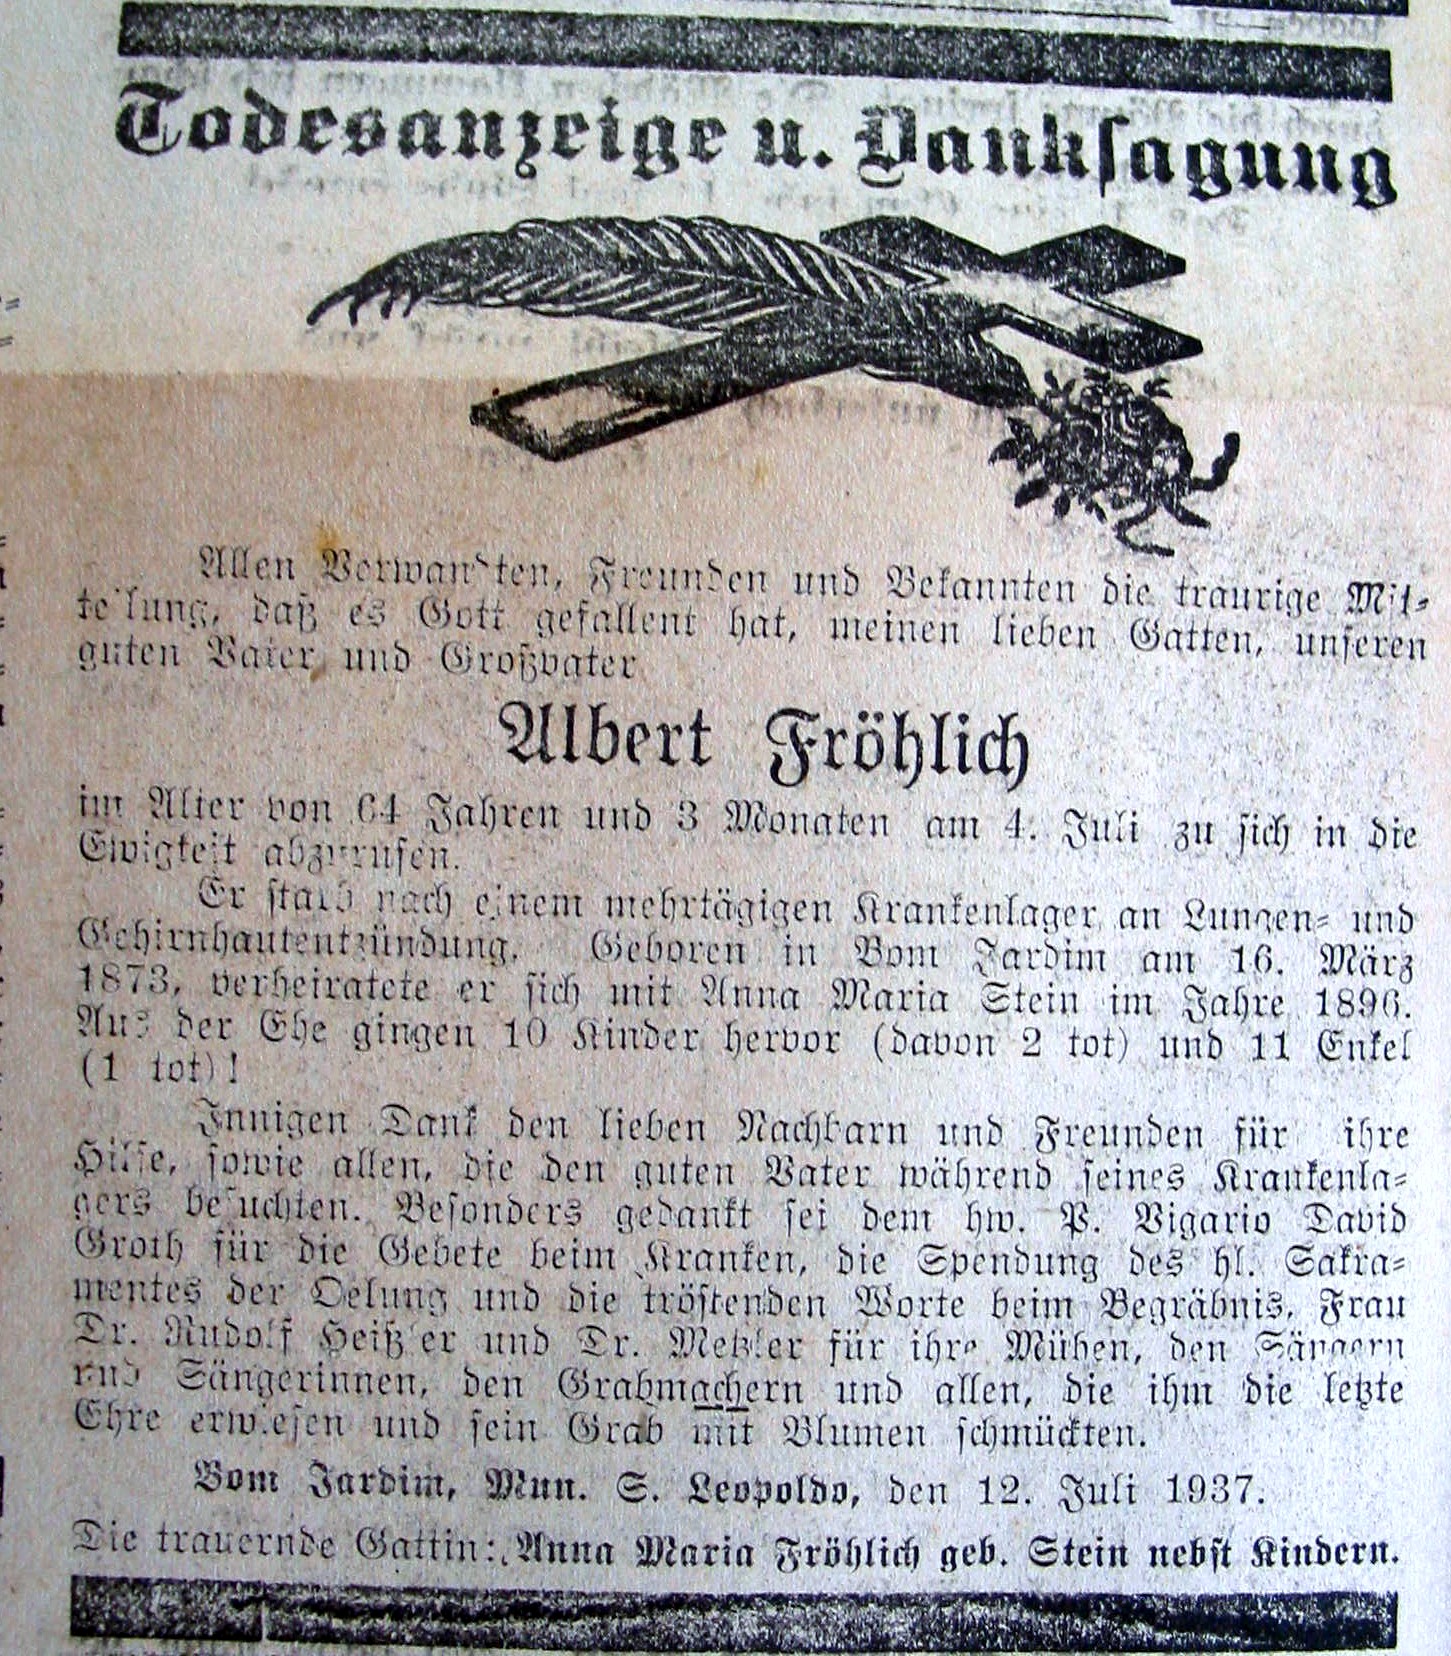 Todesanzeige u. Danksagung
Allen Verwandten, Freunden und Bekannten die traurige Mit-
teilung, daß es Gott gefallent hat, meinen lieben Gatten, unseren
guten Vater und Großvater
Albert Fröhlich
im Alter von 64 Jahren und 3 Monaten am 4. Juli zu sich in die
Ewigkeit abzurufen.
Er starb nach einem mehrtägigen Krankenlager an Lungen- und
Gehirnhautentzündung. Geboren in Bom Jardim am 16. März
1873, verheiratete er sich mit Anna Maria Stein im Jahre 1896.
Aus der Ehe gingen 10 Kinder hervor (davon 2 tot) und 11 Enkel
(1 tot)!
Innigen Dank den lieben Nachbarn und Freunden für ihre
Hilfe, sowie allen, die den guten Vater während seines Krankenla-
gers besuchten. Besonders gedankt sei dem hw. P. Vigario David
Groth für die Gebete beim Kranken, die Spendung des hl. Sakra-
mentes der Oelung und die tröstenden Worte beim Begräbnis, Frau
Dr. Rudolf Heißler und Dr. Metzler für ihre Mühen, den Sängern
und Sängerinnen, den Grabmachern und allen, die ihm die letzte
Ehre erwiesen und sein Grab mit Blumen schmückten.
Bom Jardim, Mun. S. Leopoldo, den 12. Juli 1937.
Die trauernde Gattin: Anna Maria Fröhlich geb. Stein nebst Kindern.